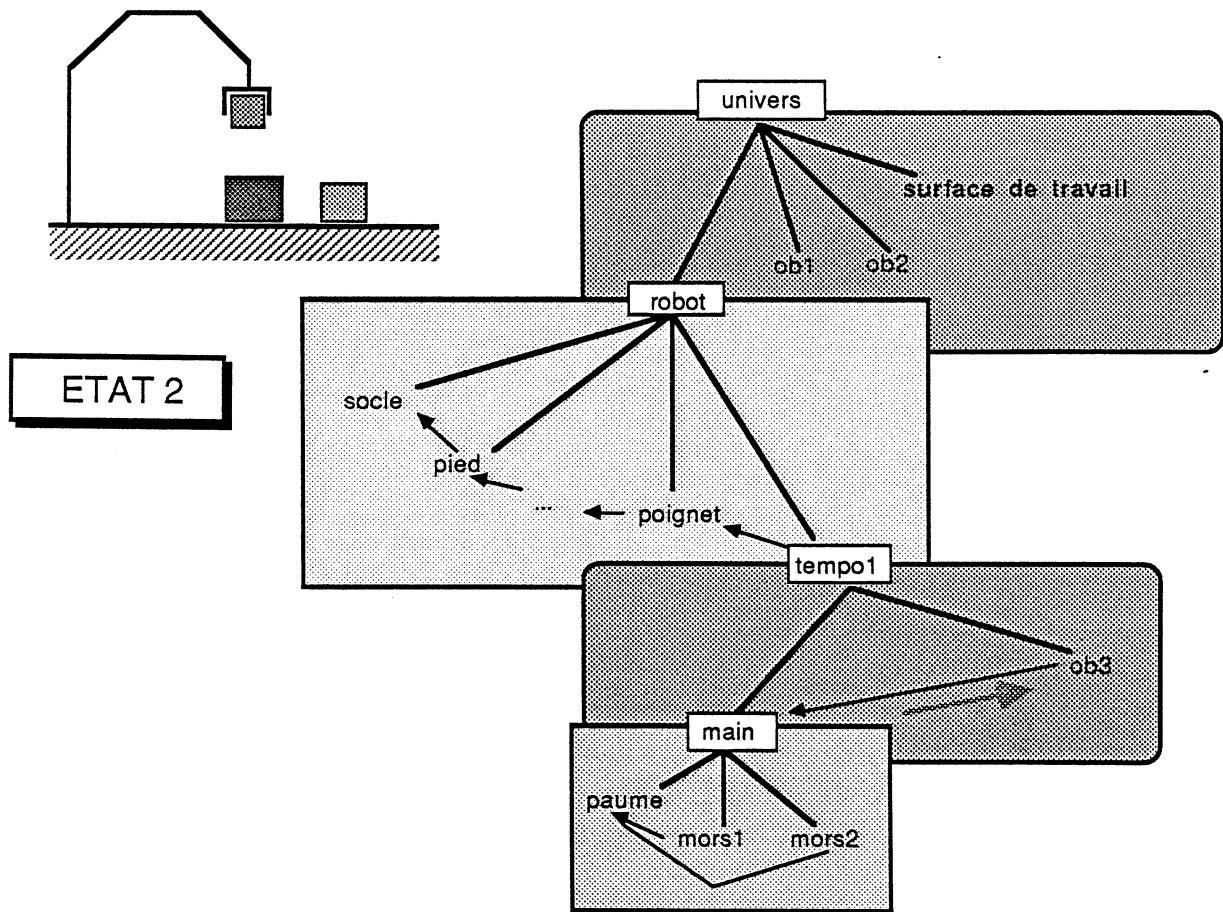 univers
surface de travail
ob1
ob2
robot
ETAT 2
socle
pied
...
poignet
tempo1
ob3
main
paume
mors1
mors2